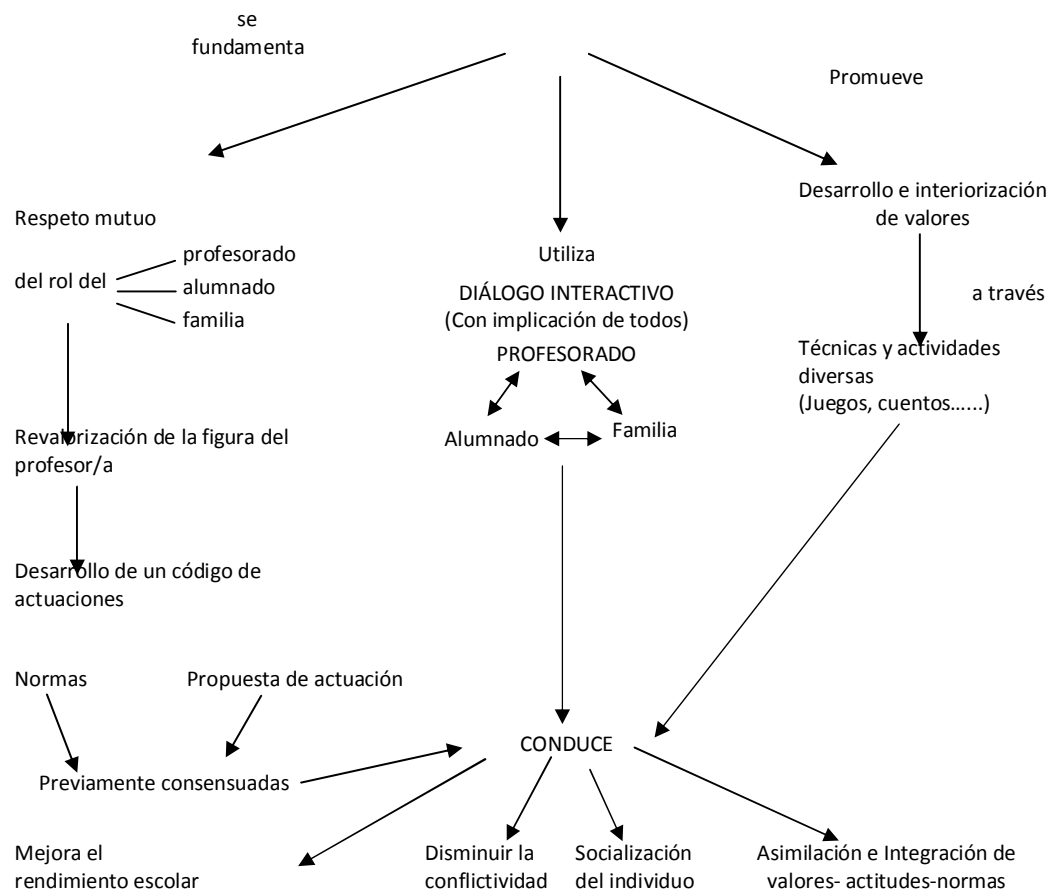 se
fundamenta
Promueve
Respeto mutuo
del rol del
profesorado
alumnado
familia
Revalorización de la figura del
profesor/a
Desarrollo de un código de
actuaciones
Normas
Propuesta de actuación
Previamente consensuadas
Utiliza
DIÁLOGO INTERACTIVO
(Con implicación de todos)
PROFESORADO
Alumnado
Familia
Desarrollo e interiorización
de valores
a través
Técnicas y actividades
diversas
(Juegos, cuentos…...)
CONDUCE
Mejora el
rendimiento escolar
Disminuir la
conflictividad
Socialización
del individuo
Asimilación e Integración de
valores- actitudes-normas